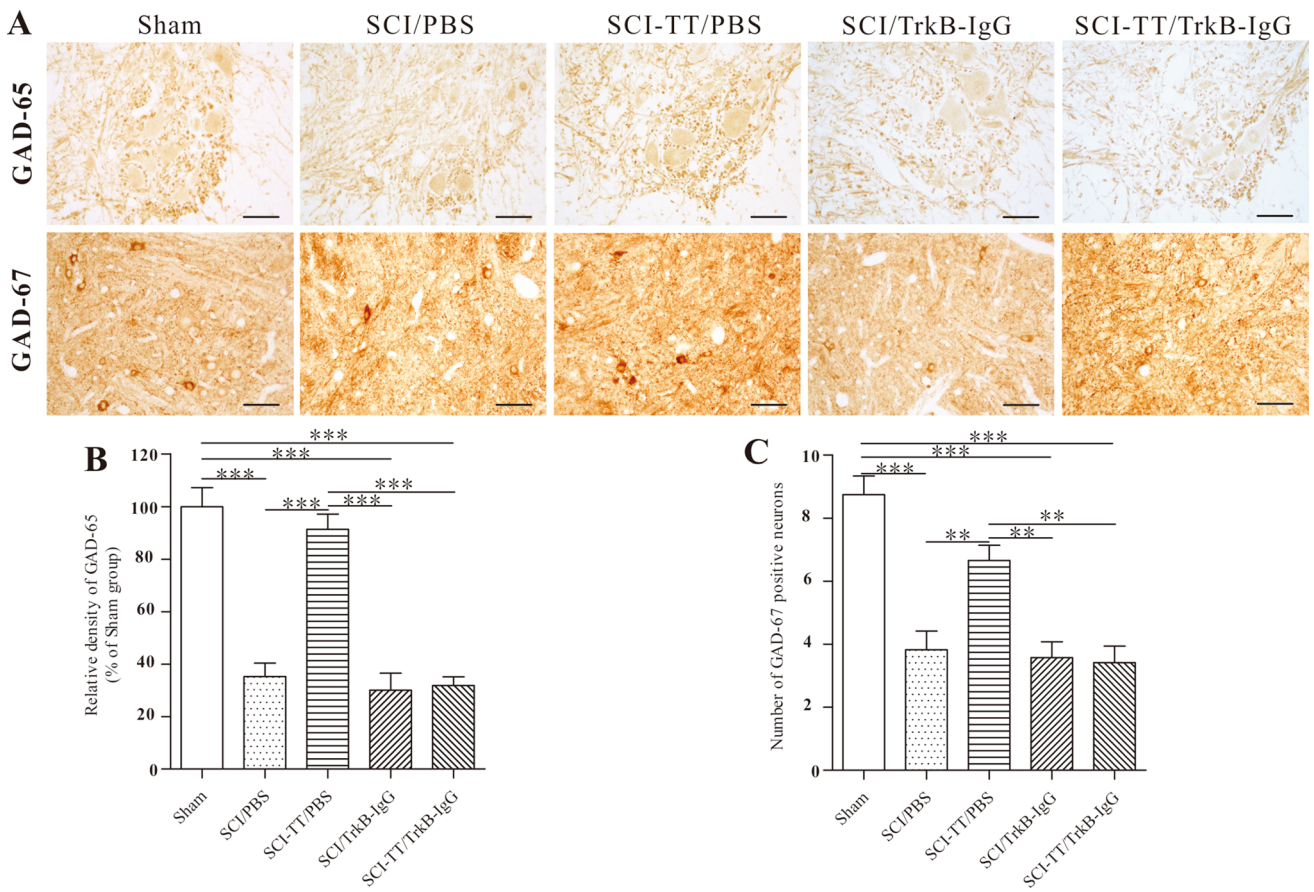 A
Sham
SCI/PBS
SCI-TT/PBS
SCI/TrkB-IgG
SCI-TT/TrkB-IgG
GAD-65
GAD-67
B
Relative density of GAD-65
(% of Sham group)
120
100
80
60
40
20
0
***
***
***
***
***
***
Sham
SCI/PBS
SCI-TT/PBS
SCI/TrkB-IgG
SCI-TT/TrkB-IgG
C
Number of GAD-67 positive neurons
10
8
6
4
2
0
***
***
***
**
**
**
Sham
SCI/PBS
SCI-TT/PBS
SCI/TrkB-IgG
SCI-TT/TrkB-IgG